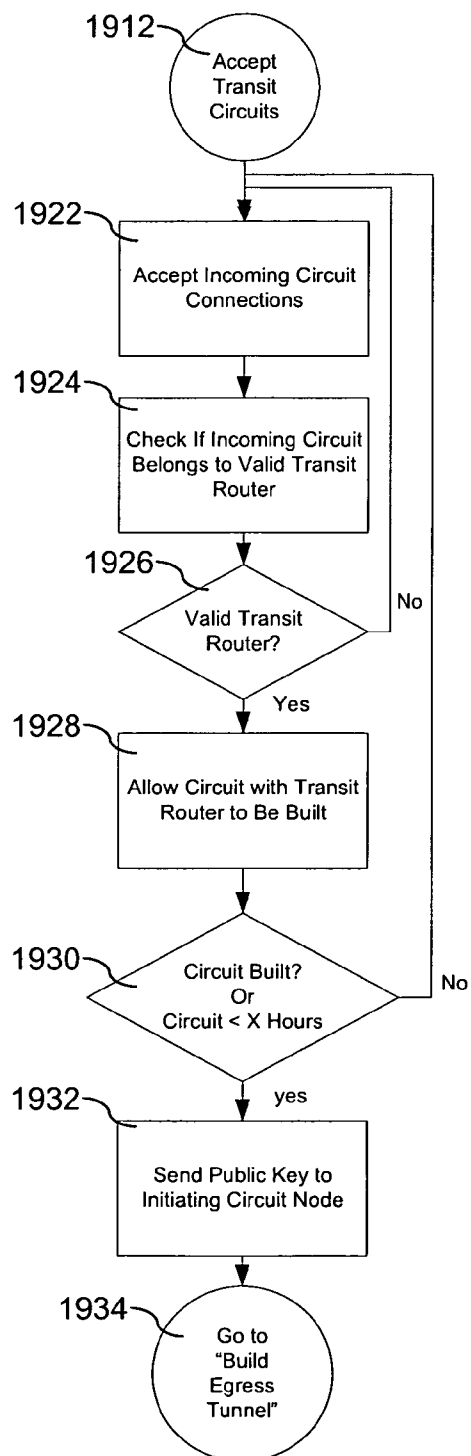 1912
Accept
Transit
Circuits
1922
Accept Incoming Circuit
Connections
1924
Check If Incoming Circuit
Belongs to Valid Transit
Router
1926
Valid Transit
Router?
No
Yes
1928
Allow Circuit with Transit
Router to Be Built
1930
Circuit Built?
Or
Circuit < X Hours
No
yes
1932
Send Public Key to
Initiating Circuit Node
1934
Go to
“Build
Egress
Tunnel”